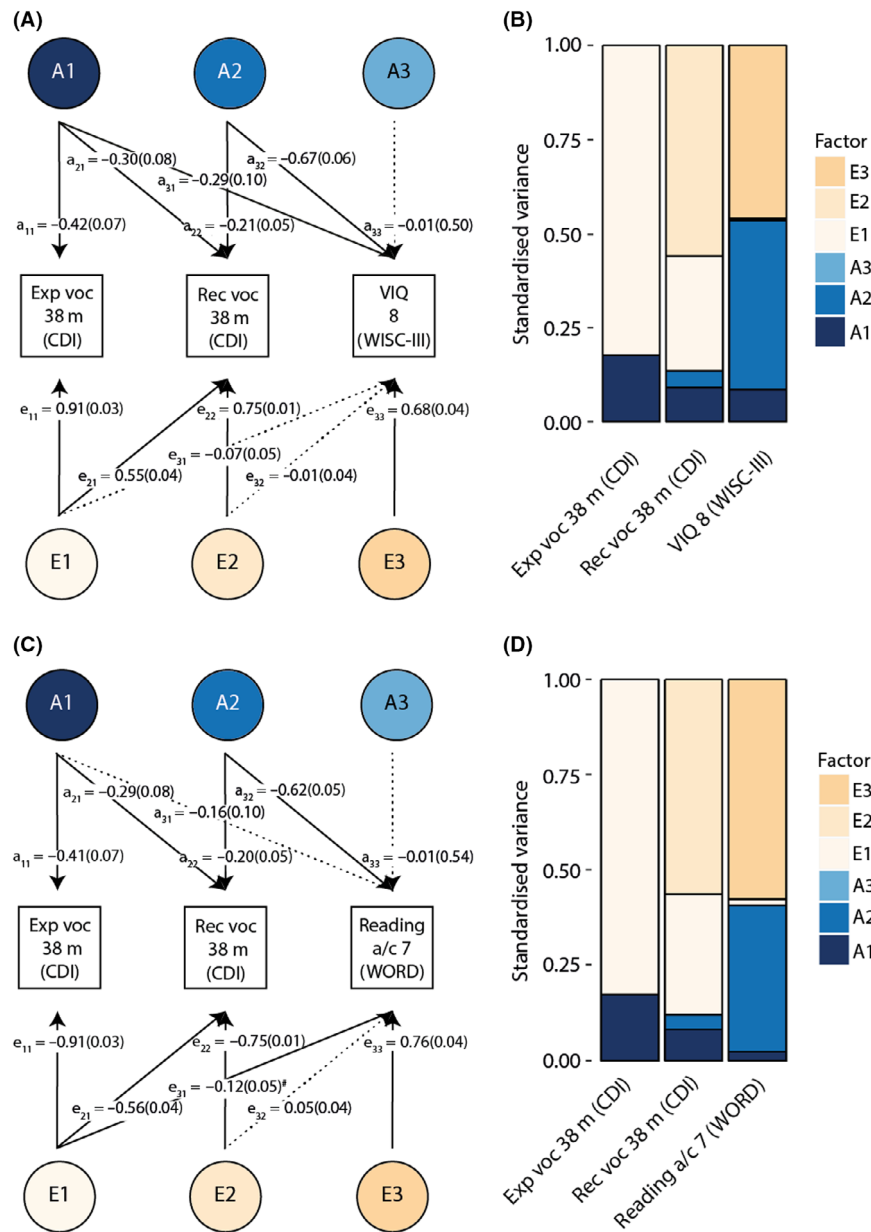 (A)
A1
A2
A3
a21 = −0.30(0.08)
a32 = −0.67(0.06)
a31 = −0.29(0.10)
a11 = −0.42(0.07)
a22 = −0.21(0.05)
a33 = −0.01(0.50)
Exp voc
38 m
(CDI)
Rec voc
38 m
(CDI)
VIQ
8
(WISC-III)
e11 = 0.91(0.03)
e22 = 0.75(0.01)
e33 = 0.68(0.04)
e31 = −0.07(0.05)
e21 = 0.55(0.04)
e32 = −0.01(0.04)
E1
E2
E3
(B)
Standardised variance
1.00
0.75
0.50
0.25
0.00
Exp voc 38 m (CDI)
Rec voc 38 m (CDI)
VIQ 8 (WISC-III)
Factor
E3
E2
E1
A3
A2
A1
(C)
A1
A2
A3
a21 = −0.29(0.08)
a32 = −0.62(0.05)
a31 = −0.16(0.10)
a11 = −0.41(0.07)
a22 = −0.20(0.05)
a33 = −0.01(0.54)
Exp voc
38 m
(CDI)
Rec voc
38 m
(CDI)
Reading
a/c 7
(WORD)
e11 = −0.91(0.03)
e22 = −0.75(0.01)
e33 = 0.76(0.04)
e31 = −0.12(0.05)#
e21 = −0.56(0.04)
e32 = 0.05(0.04)
E1
E2
E3
(D)
Standardised variance
1.00
0.75
0.50
0.25
0.00
Exp voc 38 m (CDI)
Rec voc 38 m (CDI)
Reading a/c 7 (WORD)
Factor
E3
E2
E1
A3
A2
A1